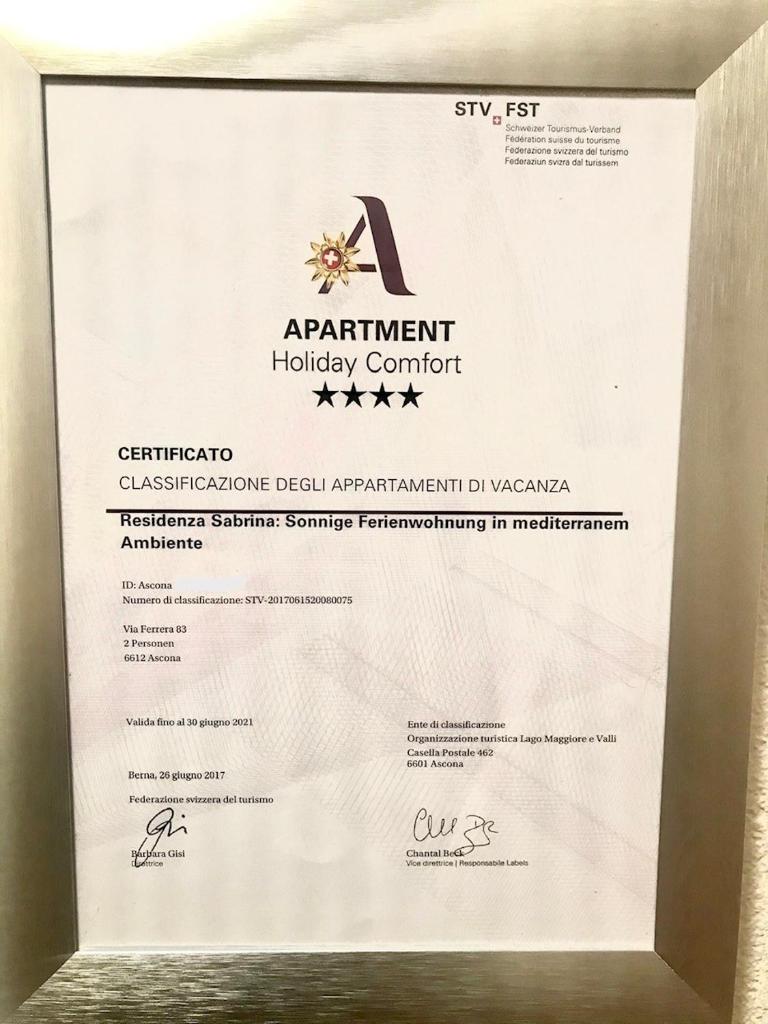 STV FST
Schweizer Tourismus-Verband
Fédération suisse du tourisme
Federazione svizzera del turismo
Federaziun svizra dal turissem
A
APARTMENT
Holiday Comfort
★★★★
CERTIFICATO
CLASSIFICAZIONE DEGLI APPARTAMENTI DI VACANZA
Residenza Sabrina: Sonnige Ferienwohnung in mediterranem
Ambiente
ID: Ascona
Numero di classificazione: STV-2017061520080075
Via Ferrera 83
2 Personen
6612 Ascona
Valida fino al 30 giugno 2021
Ente di classificazione
Organizzazione turistica Lago Maggiore e Valli
Casella Postale 462
6601 Ascona
Berna, 26 giugno 2017
Federazione svizzera del turismo
Barbara Gisi
Direttrice
Chantal Beck
Vice direttrice | Responsabile Labels